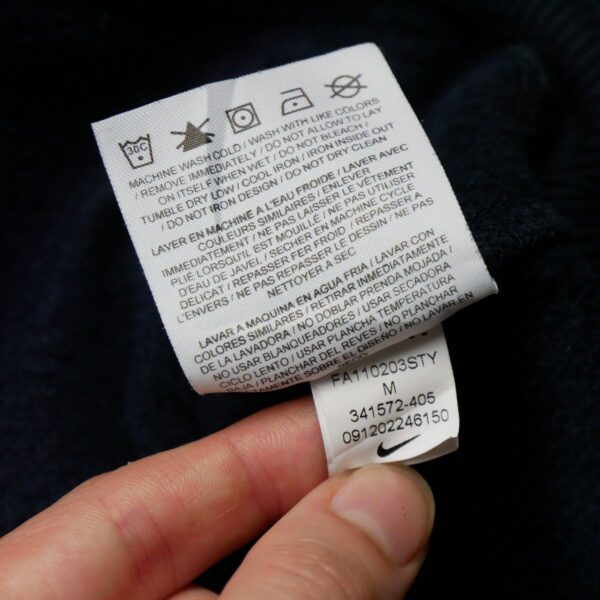 30C
MACHINE WASH COLD / WASH WITH LIKE COLORS
/ REMOVE IMMEDIATELY / DO NOT ALLOW TO LAY
ON ITSELF WHEN WET / DO NOT BLEACH /
TUMBLE DRY LOW / COOL IRON / IRON INSIDE OUT
/ DO NOT IRON DESIGN / DO NOT DRY CLEAN
LAVER EN MACHINE A L'EAU FROIDE / LAVER AVEC
COULEURS SIMILAIRES / ENLEVER
IMMEDIATEMENT / NE PAS LAISSER LE VÊTEMENT
PLIÉ LORSQU'IL EST MOUILLÉ / NE PAS UTILISER
D'EAU DE JAVEL / SECHER EN MACHINE CYCLE
DELICAT / REPASSER FER FROID / REPASSER A
L'ENVERS / NE PAS REPASSER LE DESSIN / NE PAS
NETTOYER A SEC
LAVAR A MAQUINA EN AGUA FRIA / LAVAR CON
COLORES SIMILARES / RETIRAR INMEDIATAMENTE
DE LA LAVADORA / NO DOBLAR PRENDA MOJADA /
NO USAR BLANQUEADORES / USAR SECADORA
CICLO LENTO / USAR PLANCHA TEMPERATURA
BAJA / PLANCHAR DEL REVES / NO PLANCHAR
SOBRE EL DISEÑO / NO LAVAR EN
FA110203STY
M
341572-405
091202246150